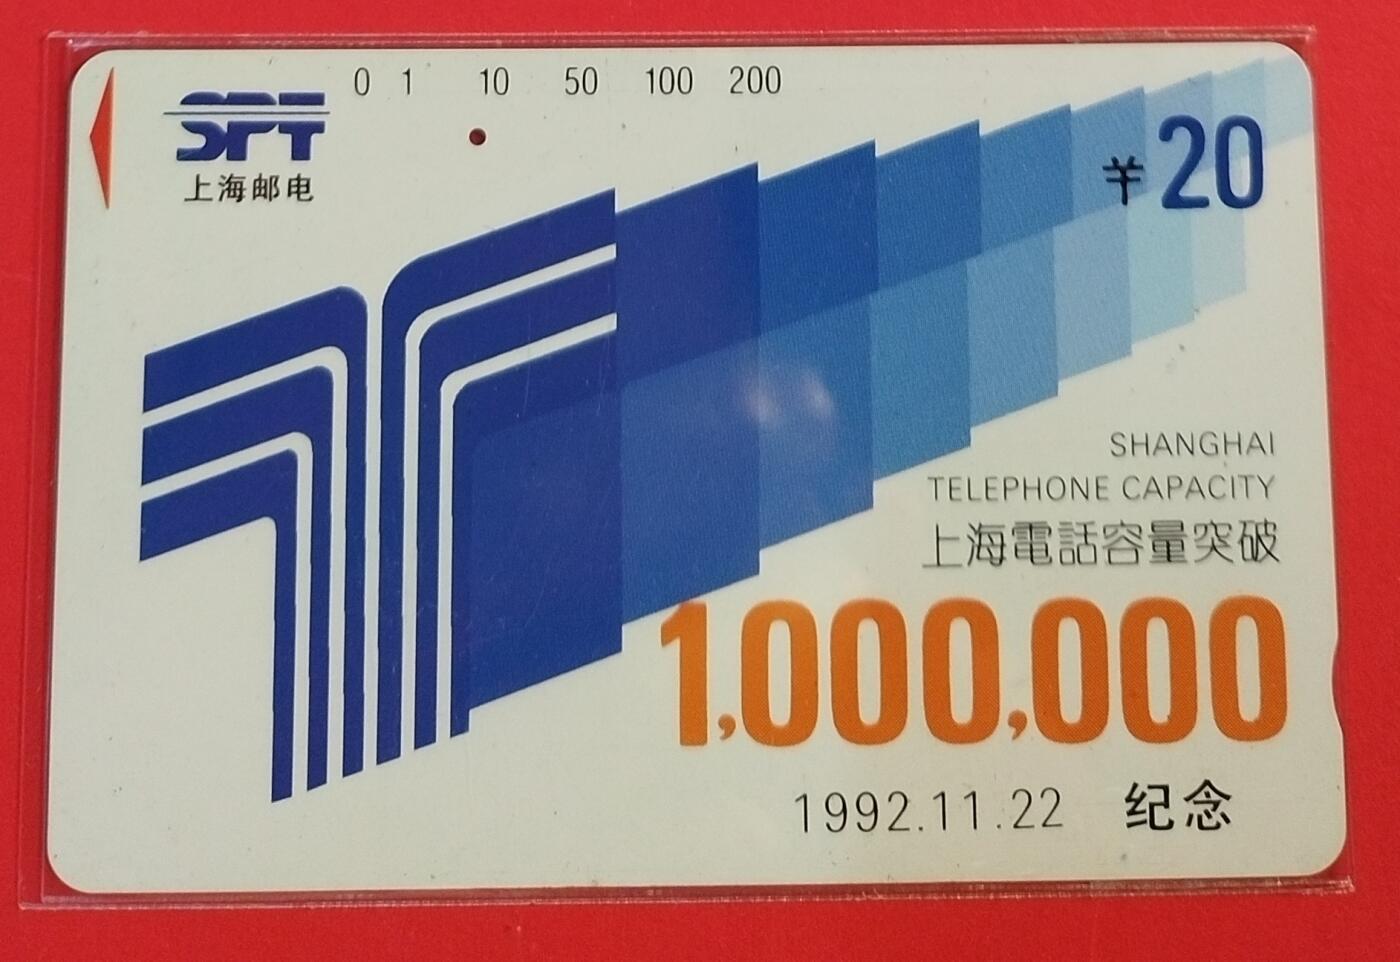 0 1 10 50 100 200
SPT
上海邮电
¥20
SHANGHAI
TELEPHONE CAPACITY
上海電話容量突破
1,000,000
1992.11.22 纪念